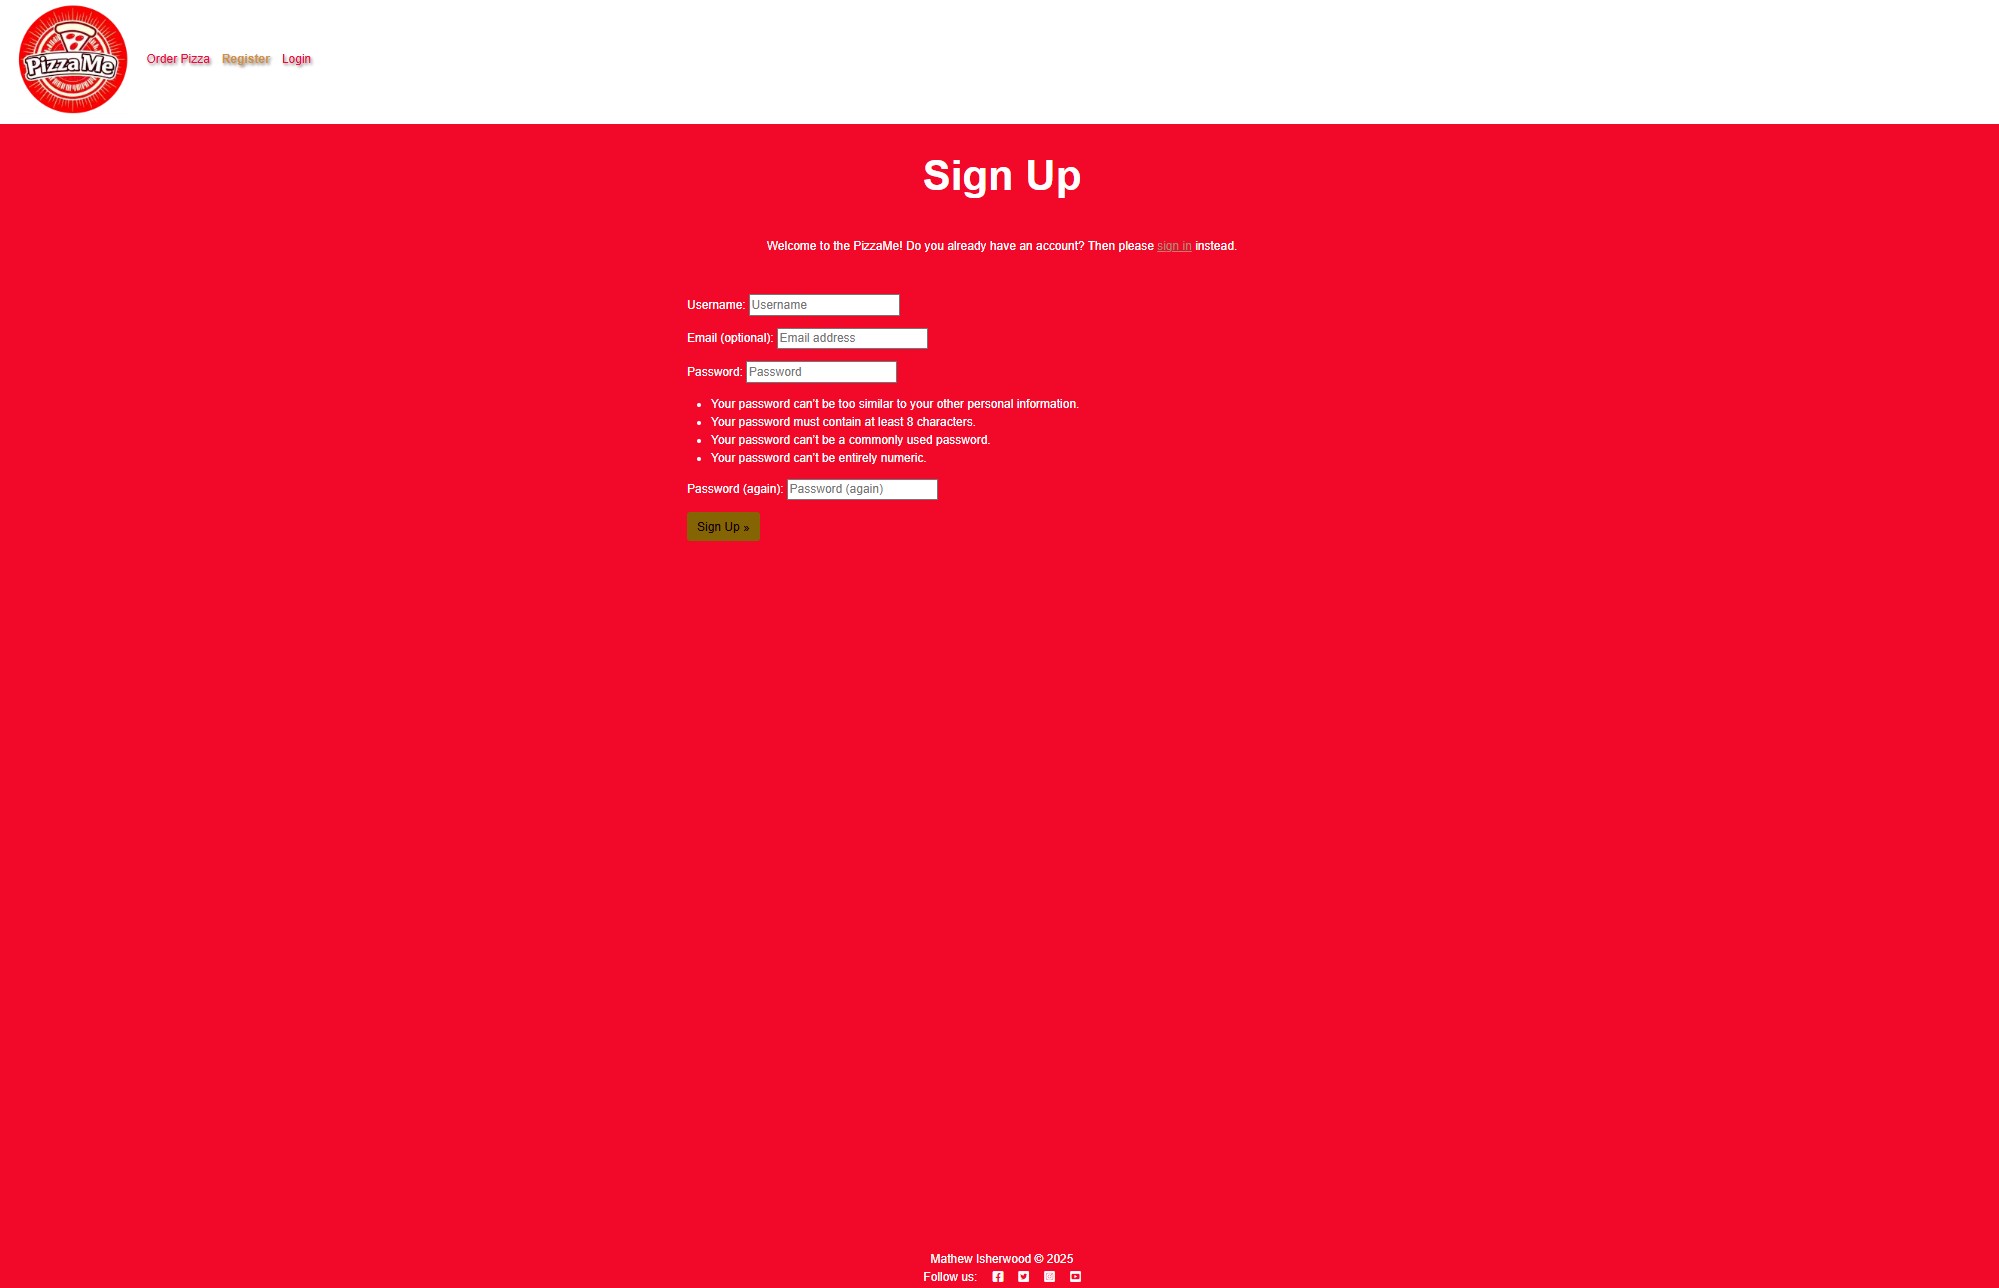 PizzaMe
Order Pizza Register Login
Sign Up
Welcome to the PizzaMe! Do you already have an account? Then please sign in instead.
Username: Username
Email (optional): Email address
Password: Password
Your password can’t be too similar to your other personal information.
Your password must contain at least 8 characters.
Your password can’t be a commonly used password.
Your password can’t be entirely numeric.
Password (again): Password (again)
Sign Up »
Mathew Isherwood © 2025
Follow us: